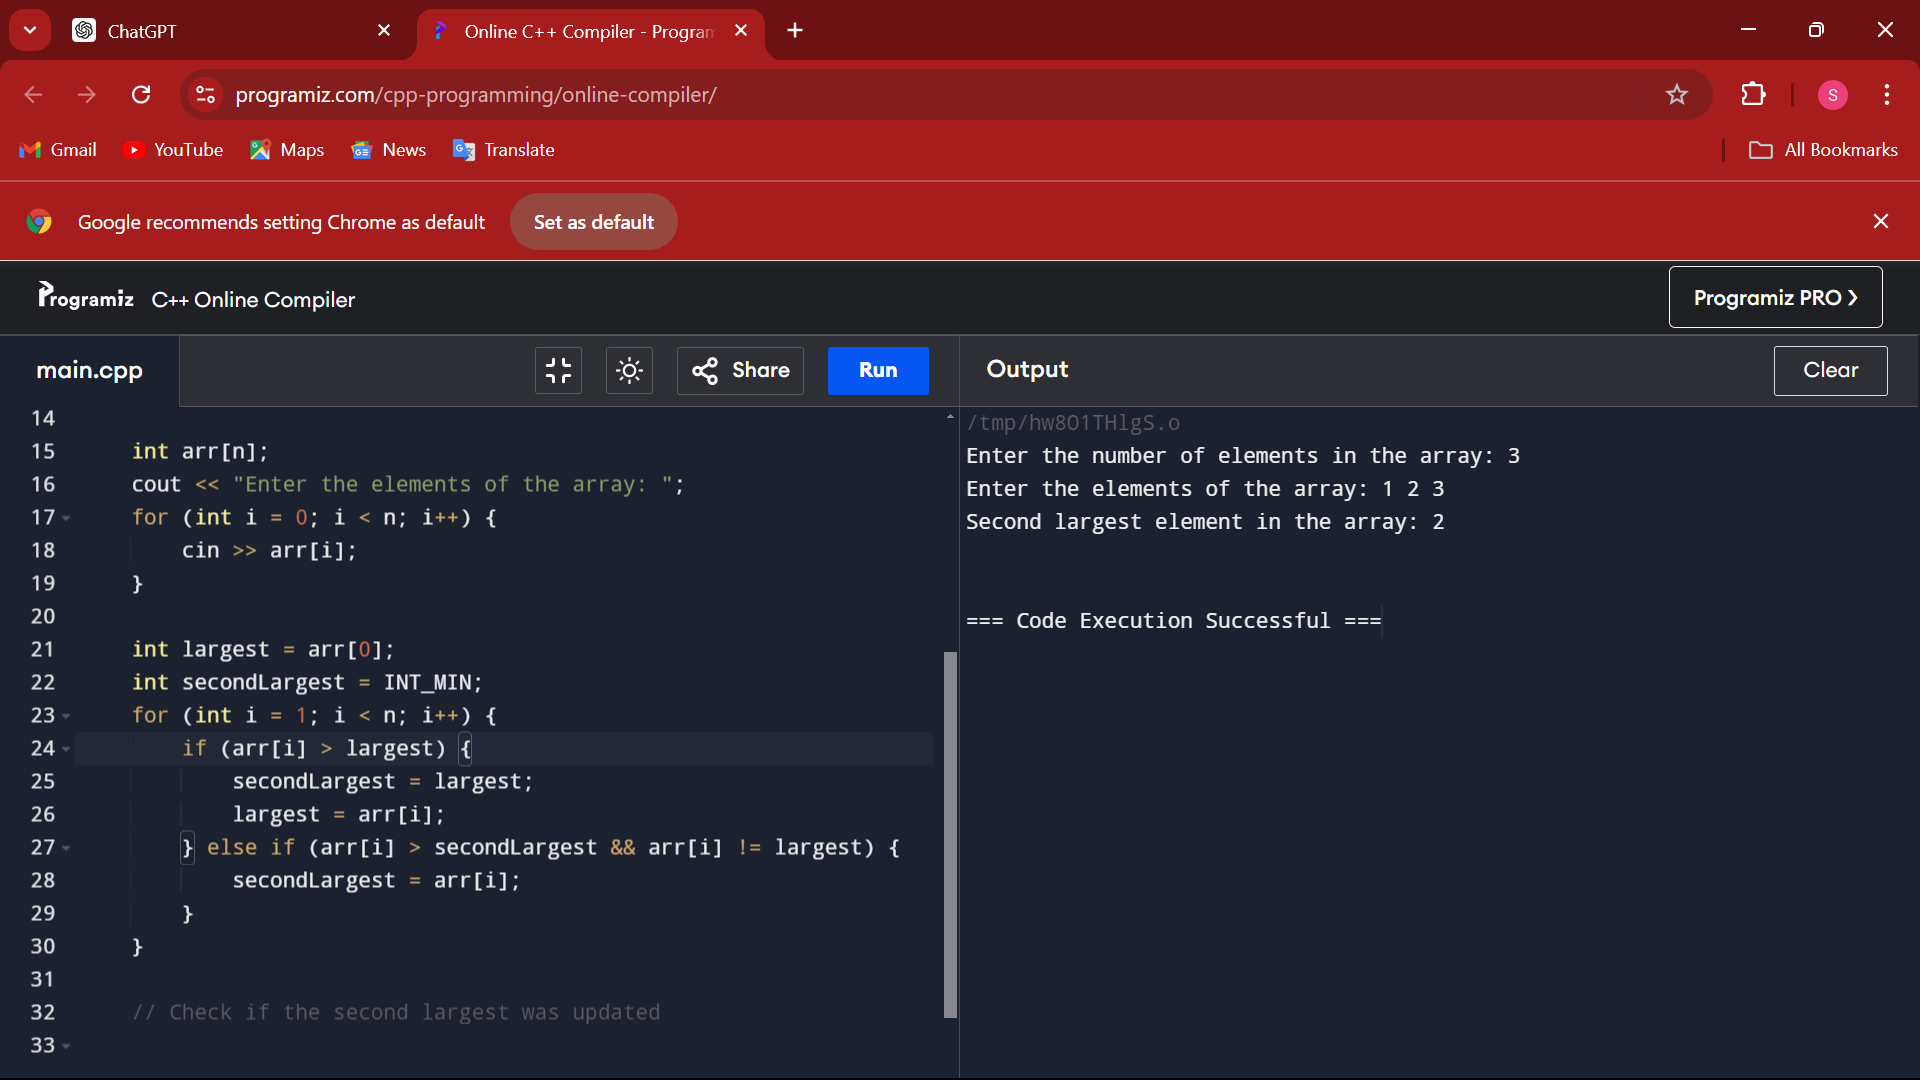 ChatGPT
Online C++ Compiler - Program
programiz.com/cpp-programming/online-compiler/
S
Gmail
YouTube
Maps
News
Translate
All Bookmarks
Google recommends setting Chrome as default
Set as default
Programiz C++ Online Compiler
Programiz PRO >
main.cpp
Share
Run
Output
Clear
14
15 int arr[n];
16 cout << "Enter the elements of the array: ";
17 for (int i = 0; i < n; i++) {
18 cin >> arr[i];
19 }
20
21 int largest = arr[0];
22 int secondLargest = INT_MIN;
23 for (int i = 1; i < n; i++) {
24 if (arr[i] > largest) {
25 secondLargest = largest;
26 largest = arr[i];
27 } else if (arr[i] > secondLargest && arr[i] != largest) {
28 secondLargest = arr[i];
29 }
30 }
31
32 // Check if the second largest was updated
33
/tmp/hw8O1THlgS.o
Enter the number of elements in the array: 3
Enter the elements of the array: 1 2 3
Second largest element in the array: 2
=== Code Execution Successful ===